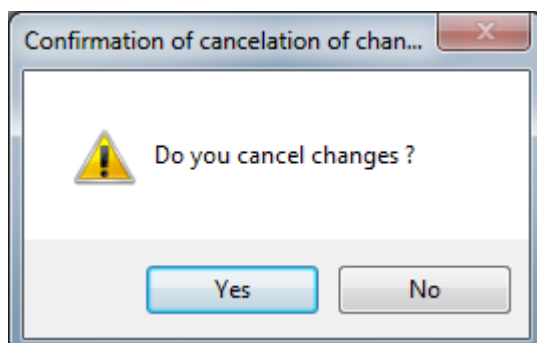 Confirmation of cancelation of chan...
Do you cancel changes ?
Yes
No